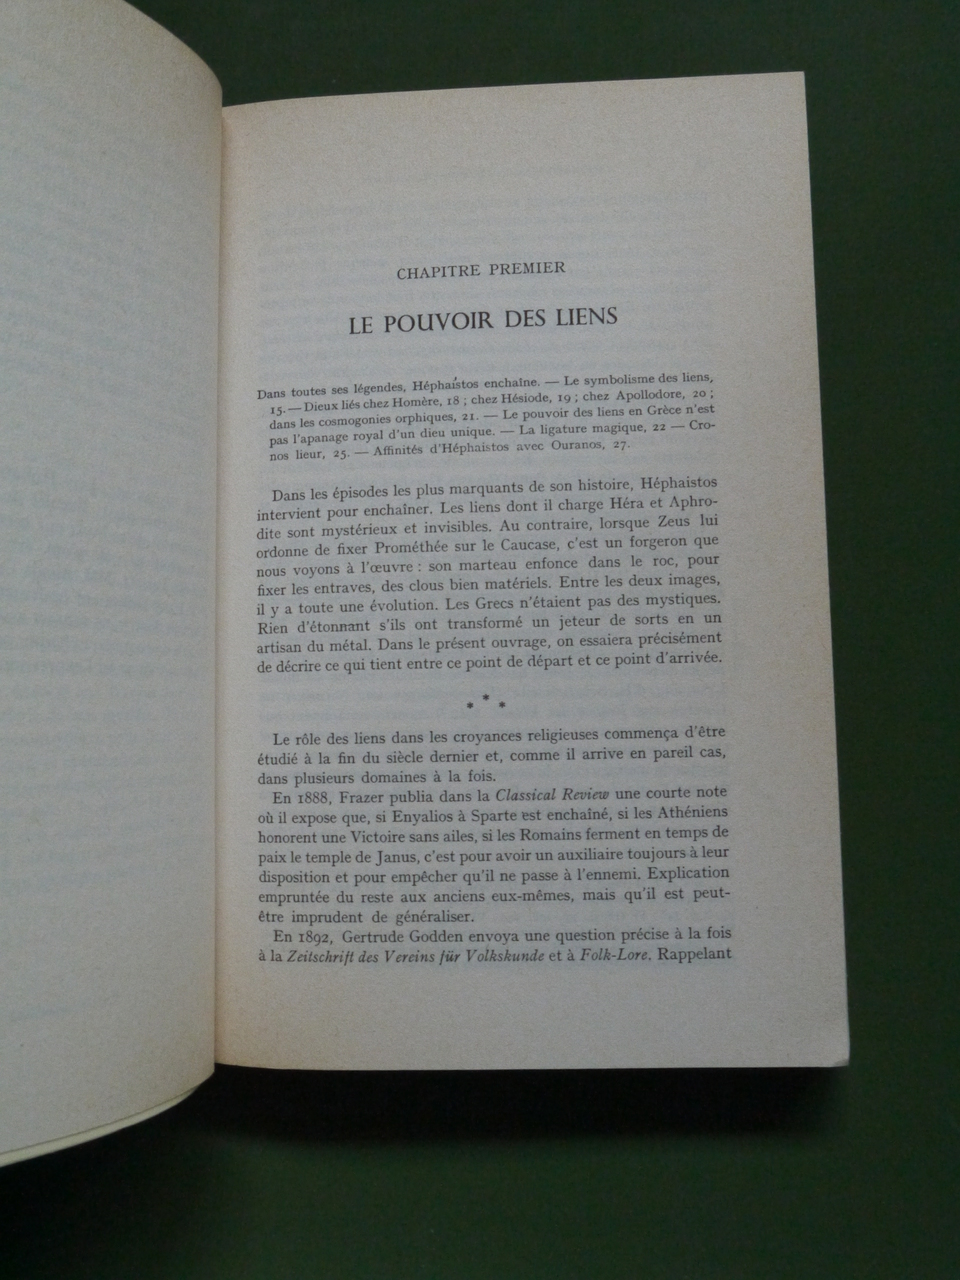 CHAPITRE PREMIER
LE POUVOIR DES LIENS
Dans toutes ses légendes, Héphaistos enchaîne. — Le symbolisme des liens,
15. — Dieux liés chez Homère, 18 ; chez Hésiode, 19 ; chez Apollodore, 20 ;
dans les cosmogonies orphiques, 21. — Le pouvoir des liens en Grèce n'est
pas l'apanage royal d'un dieu unique. — La ligature magique, 22 — Cro-
nos lieur, 25. — Affinités d'Héphaistos avec Ouranos, 27.
Dans les épisodes les plus marquants de son histoire, Héphaistos
intervient pour enchaîner. Les liens dont il charge Héra et Aphro-
dite sont mystérieux et invisibles. Au contraire, lorsque Zeus lui
ordonne de fixer Prométhée sur le Caucase, c'est un forgeron que
nous voyons à l'œuvre : son marteau enfonce dans le roc, pour
fixer les entraves, des clous bien matériels. Entre les deux images,
il y a toute une évolution. Les Grecs n'étaient pas des mystiques.
Rien d'étonnant s'ils ont transformé un jeteur de sorts en un
artisan du métal. Dans le présent ouvrage, on essaiera précisément
de décrire ce qui tient entre ce point de départ et ce point d'arrivée.
* * *
Le rôle des liens dans les croyances religieuses commença d'être
étudié à la fin du siècle dernier et, comme il arrive en pareil cas,
dans plusieurs domaines à la fois.
En 1888, Frazer publia dans la Classical Review une courte note
où il expose que, si Enyalios à Sparte est enchaîné, si les Athéniens
honorent une Victoire sans ailes, si les Romains ferment en temps de
paix le temple de Janus, c'est pour avoir un auxiliaire toujours à leur
disposition et pour empêcher qu'il ne passe à l'ennemi. Explication
empruntée du reste aux anciens eux-mêmes, mais qu'il est peut-
être imprudent de généraliser.
En 1892, Gertrude Godden envoya une question précise à la fois
à la Zeitschrift des Vereins für Volkskunde et à Folk-Lore. Rappelant